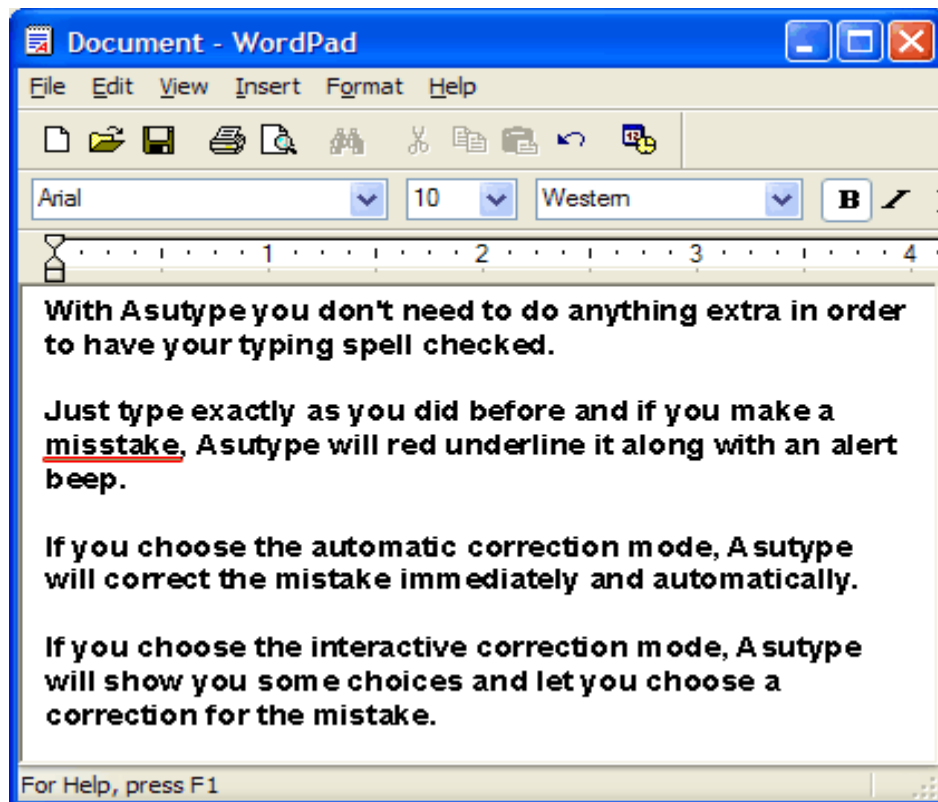 Document - WordPad
File Edit View Insert Format Help
Arial 10 Western B I
1 2 3 4
With Asutype you don't need to do anything extra in order
to have your typing spell checked.
Just type exactly as you did before and if you make a
misstake, Asutype will red underline it along with an alert
beep.
If you choose the automatic correction mode, Asutype
will correct the mistake immediately and automatically.
If you choose the interactive correction mode, Asutype
will show you some choices and let you choose a
correction for the mistake.
For Help, press F1